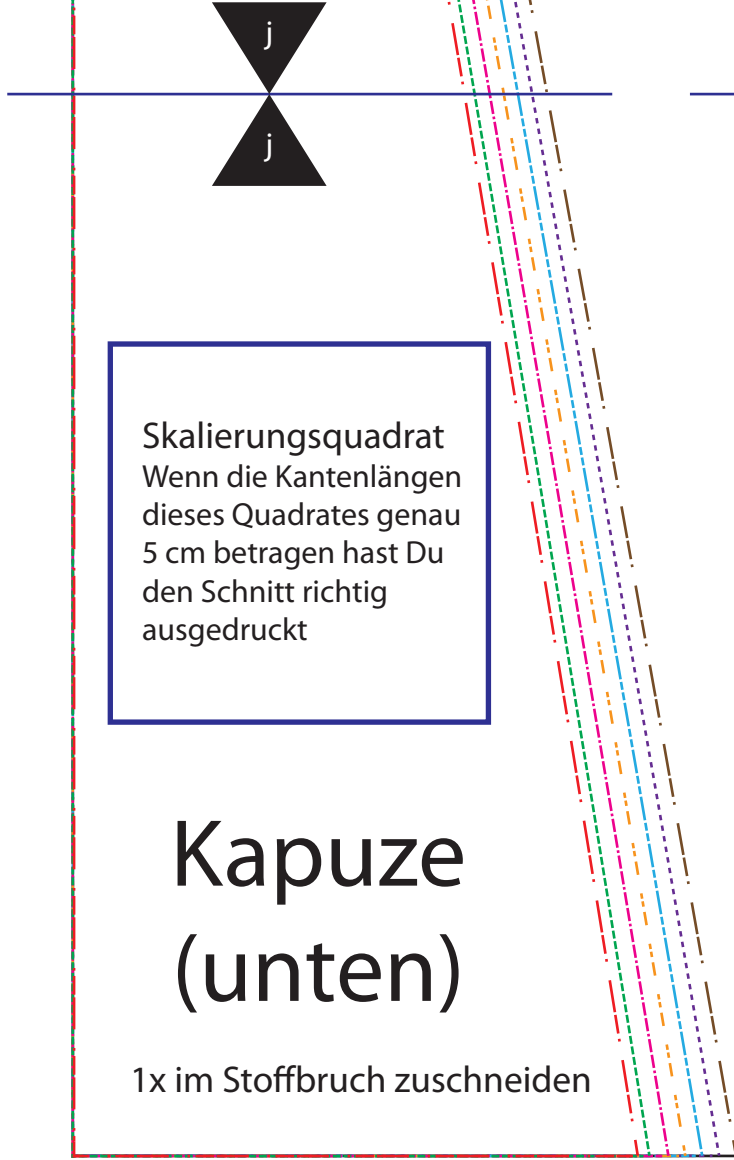 j
j
Skalierungsquadrat
Wenn die Kantenlängen
dieses Quadrates genau
5 cm betragen hast Du
den Schnitt richtig
ausgedruckt
Kapuze
(unten)
1x im Stoffbruch zuschneiden